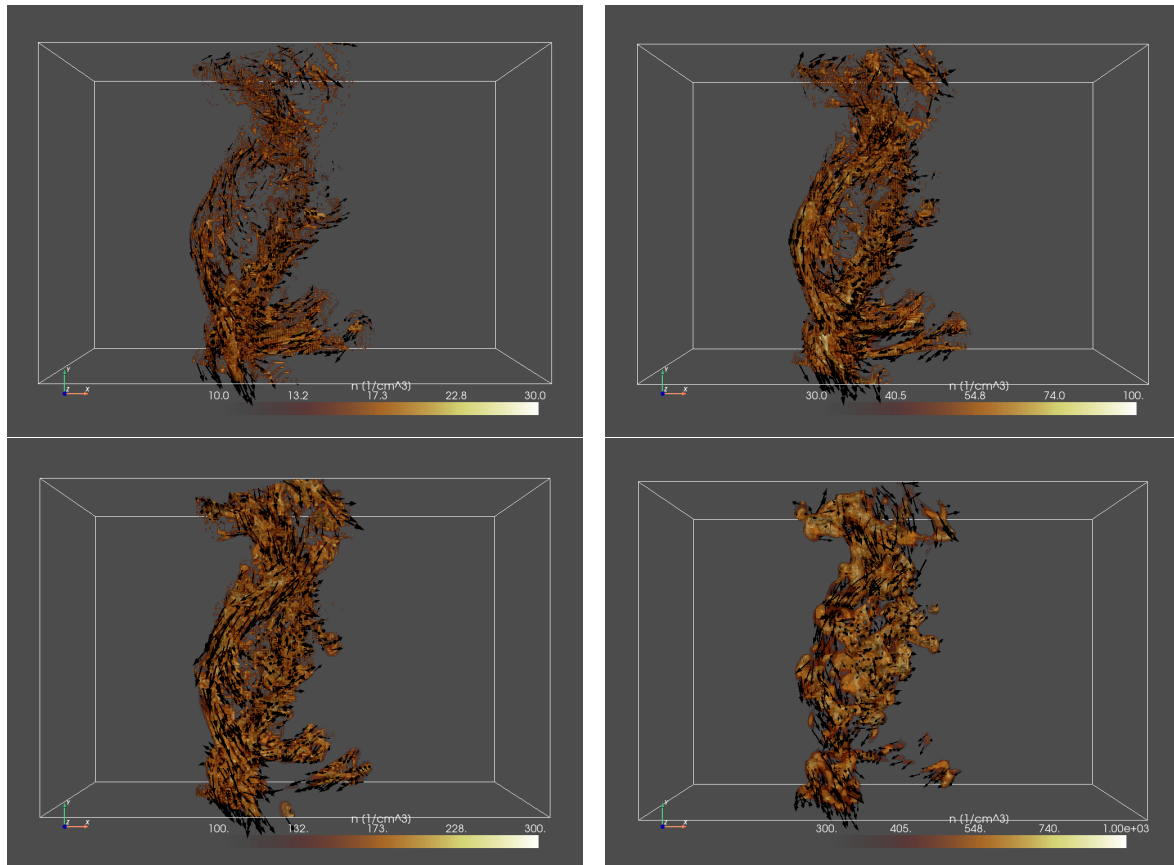 n [1/cm^3]
10.0 13.2 17.3 22.8 30.0
y
z x
n [1/cm^3]
30.0 40.5 54.8 74.0 100.
y
z x
n [1/cm^3]
100. 132. 173. 228. 300.
y
z x
n [1/cm^3]
300. 405. 548. 740. 1.00e+03
y
z x